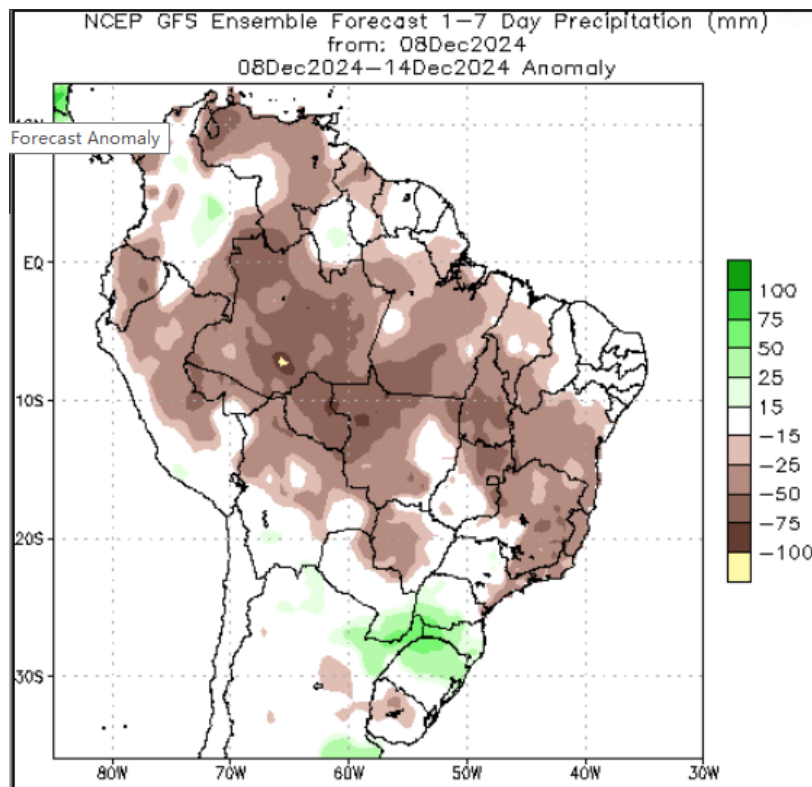 NCEP GFS Ensemble Forecast 1-7 Day Precipitation (mm)
from: 08Dec2024
08Dec2024-14Dec2024 Anomaly
Forecast Anomaly
EQ
10S
20S
30S
80W 70W 60W 50W 40W 30W
100
75
50
25
15
-15
-25
-50
-75
-100